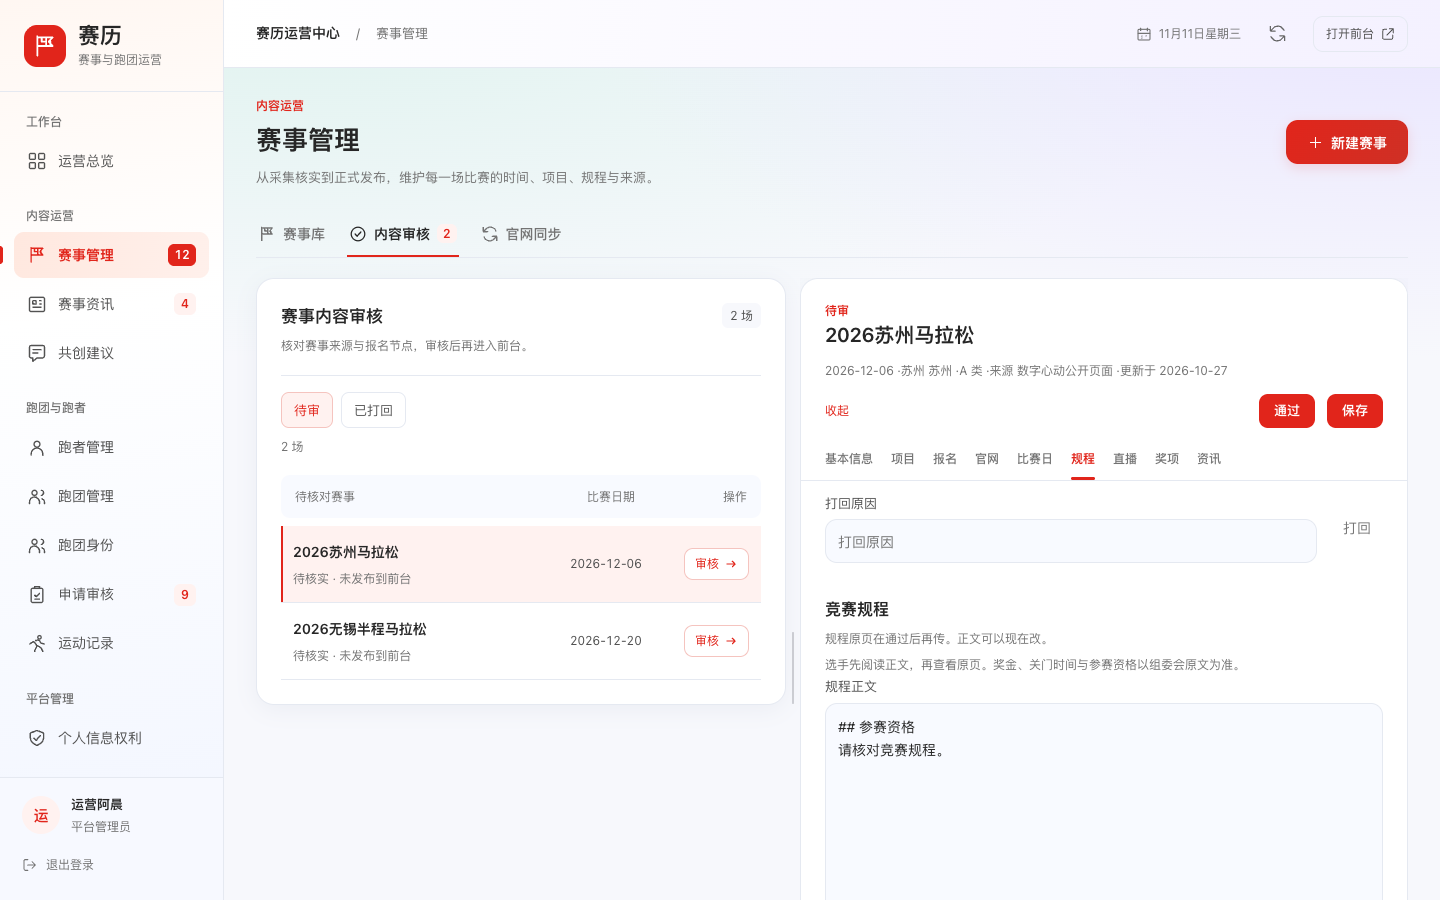 赛历
赛事与跑团运营
工作台
运营总览
内容运营
赛事管理 12
赛事资讯 4
共创建议
跑团与跑者
跑者管理
跑团管理
跑团身份
申请审核 9
运动记录
平台管理
个人信息权利
运 运营阿晨
平台管理员
退出登录
赛历运营中心 / 赛事管理
11月11日星期三
打开前台
内容运营
赛事管理
从采集核实到正式发布，维护每一场比赛的时间、项目、规程与来源。
新建赛事
赛事库 内容审核 2 官网同步
赛事内容审核 2 场
核对赛事来源与报名节点，审核后再进入前台。
待审 已打回
2 场
待核对赛事 比赛日期 操作
2026苏州马拉松
待核实 · 未发布到前台
2026-12-06 审核
2026无锡半程马拉松
待核实 · 未发布到前台
2026-12-20 审核
待审
2026苏州马拉松
2026-12-06 ·苏州 苏州 ·A 类 ·来源 数字心动公开页面 ·更新于 2026-10-27
收起 通过 保存
基本信息 项目 报名 官网 比赛日 规程 直播 奖项 资讯
打回原因
打回原因 打回
竞赛规程
规程原页在通过后再传。正文可以现在改。
选手先阅读正文，再查看原页。奖金、关门时间与参赛资格以组委会原文为准。
规程正文
## 参赛资格
请核对竞赛规程。